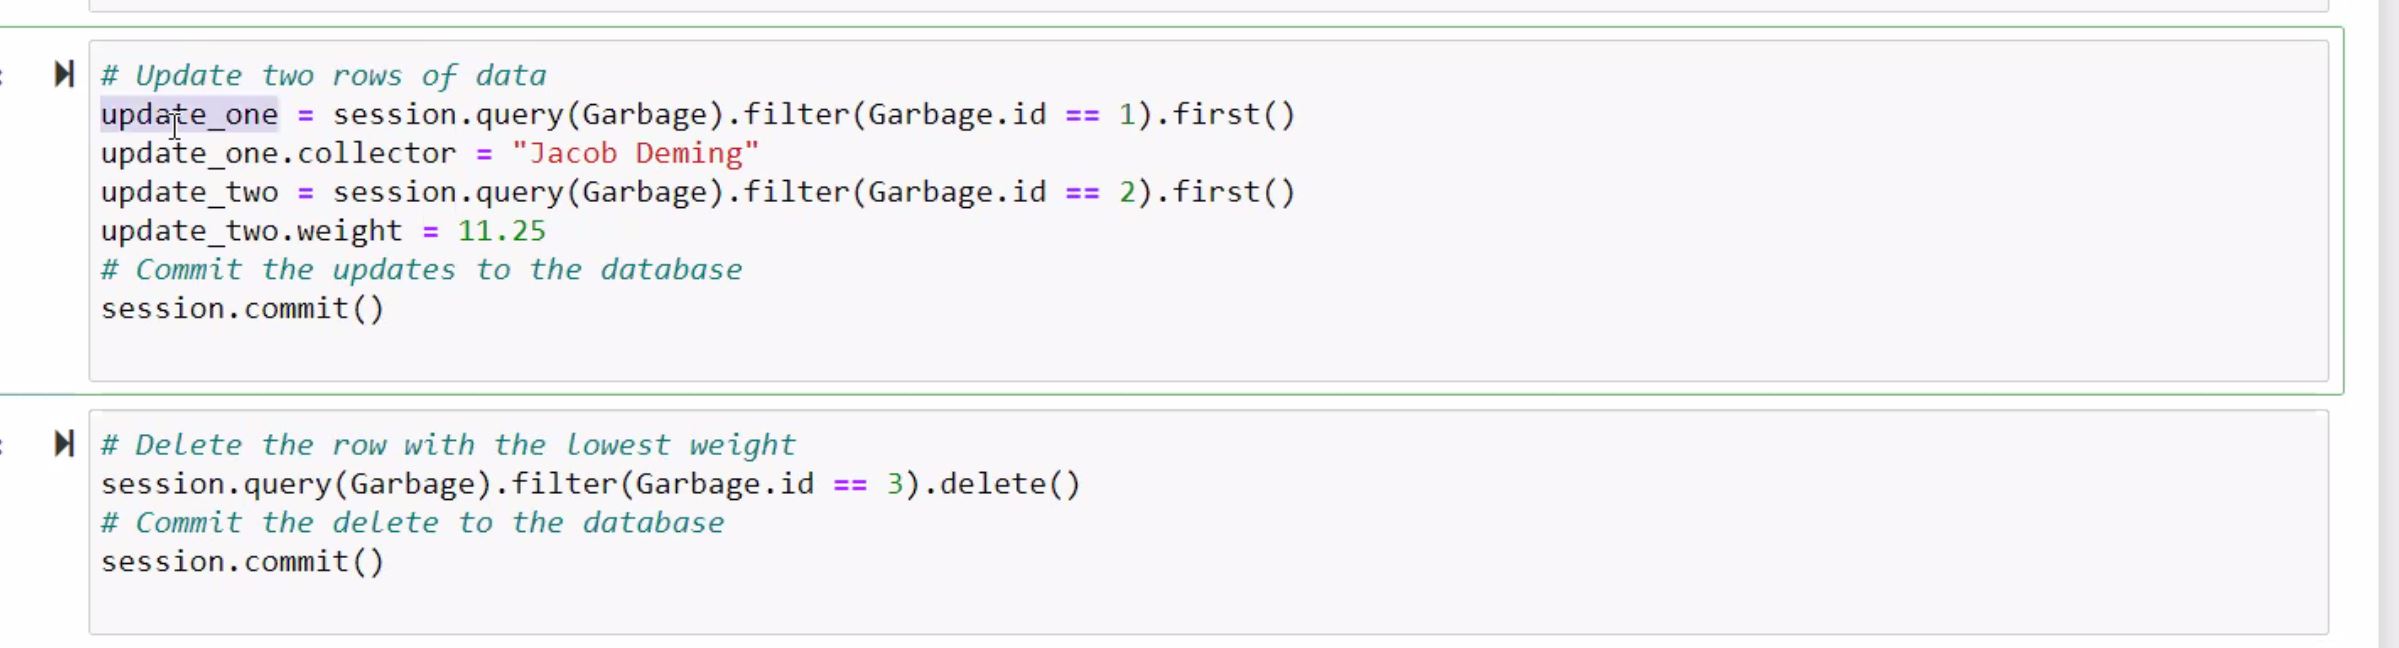 # Update two rows of data
update_one = session.query(Garbage).filter(Garbage.id == 1).first()
update_one.collector = "Jacob Deming"
update_two = session.query(Garbage).filter(Garbage.id == 2).first()
update_two.weight = 11.25
# Commit the updates to the database
session.commit()
# Delete the row with the lowest weight
session.query(Garbage).filter(Garbage.id == 3).delete()
# Commit the delete to the database
session.commit()